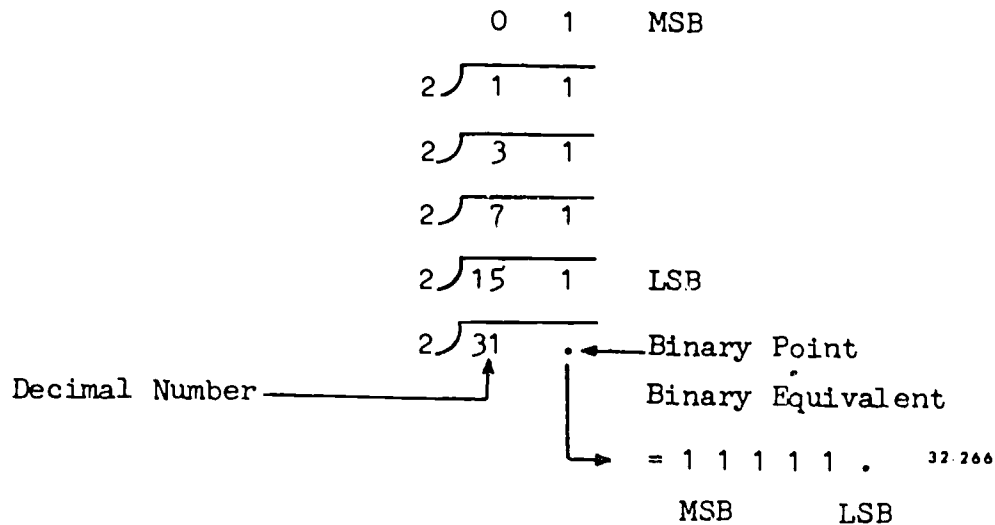 0 1 MSB
2 1 1
2 3 1
2 7 1
2 15 1 LSB
2 31 . Binary Point
Decimal Number
Binary Equivalent
= 1 1 1 1 1 . 32.266
MSB LSB